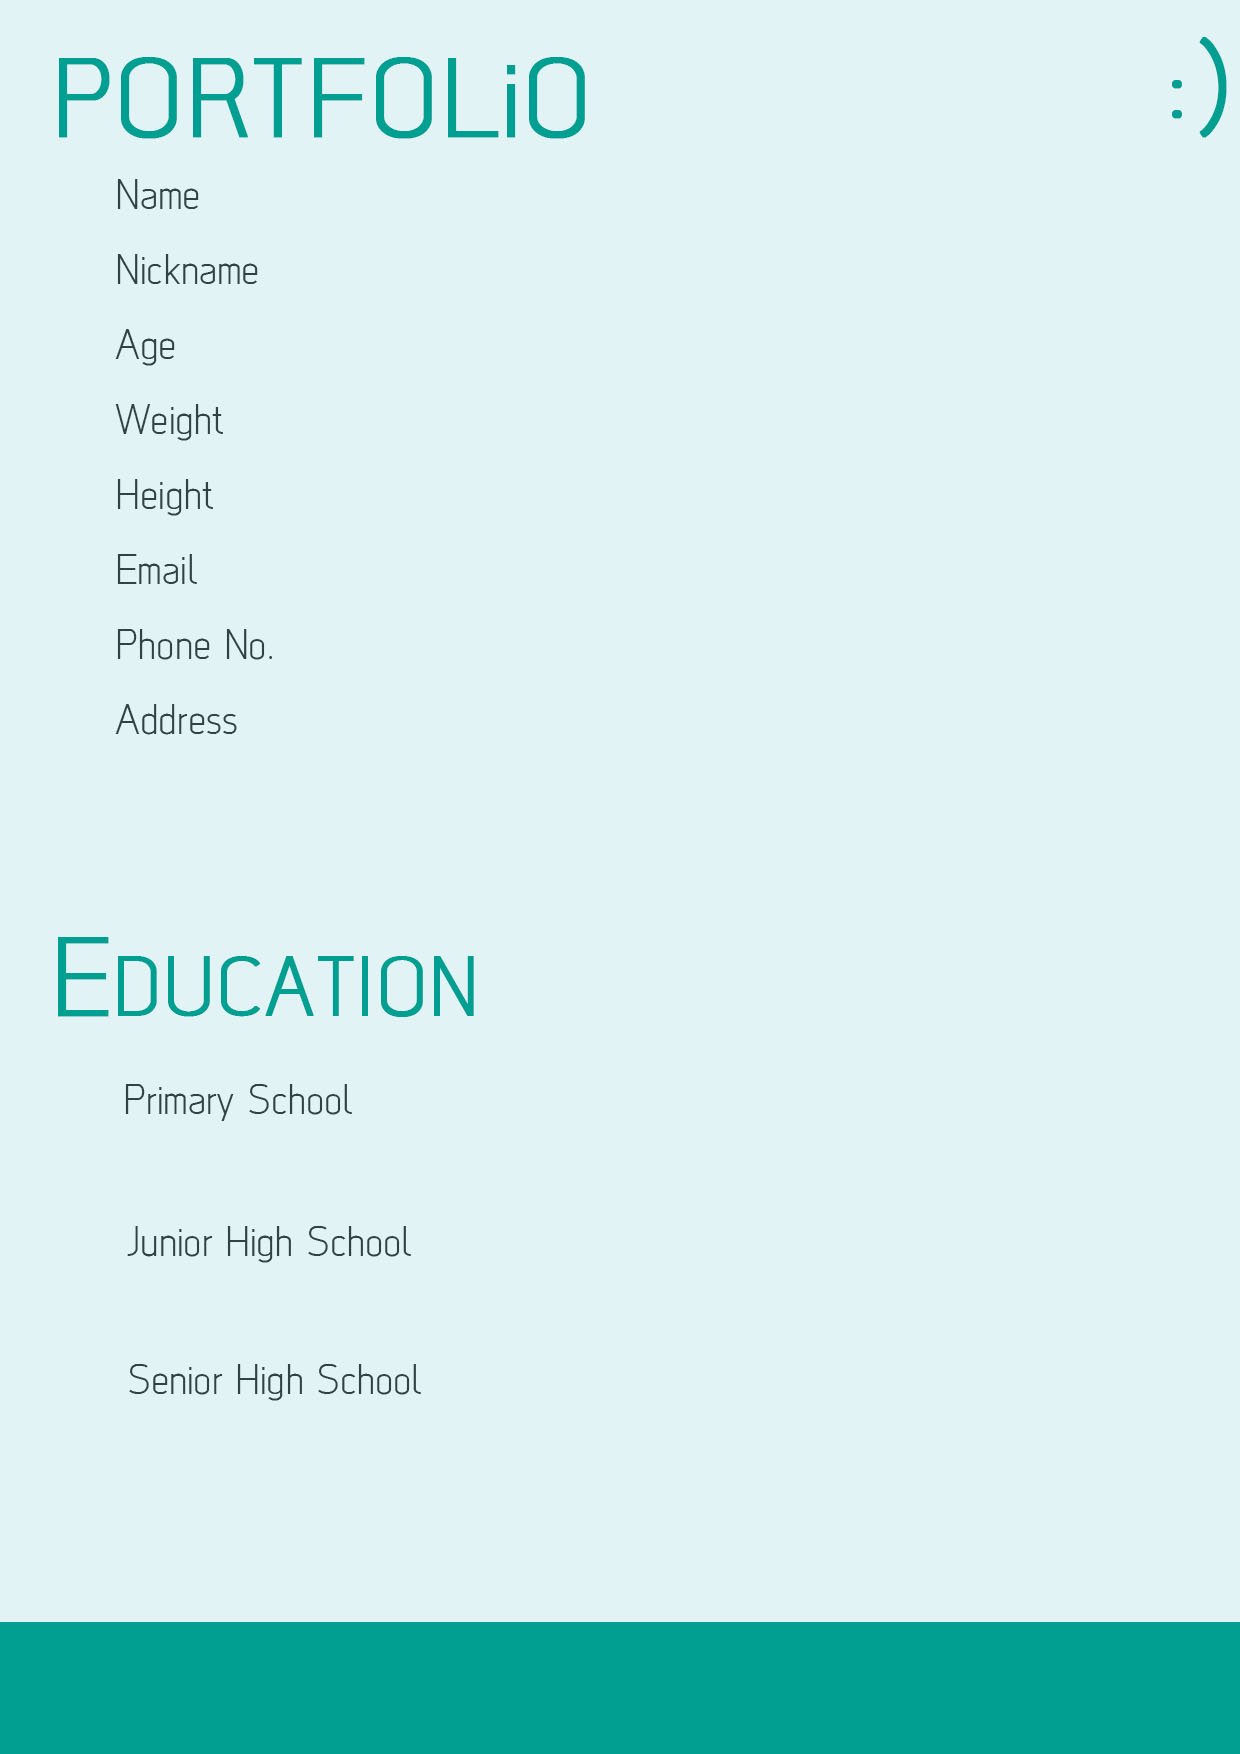 PORTFOLiO :)
Name
Nickname
Age
Weight
Height
Email
Phone No.
Address
EDUCATION
Primary School
Junior High School
Senior High School